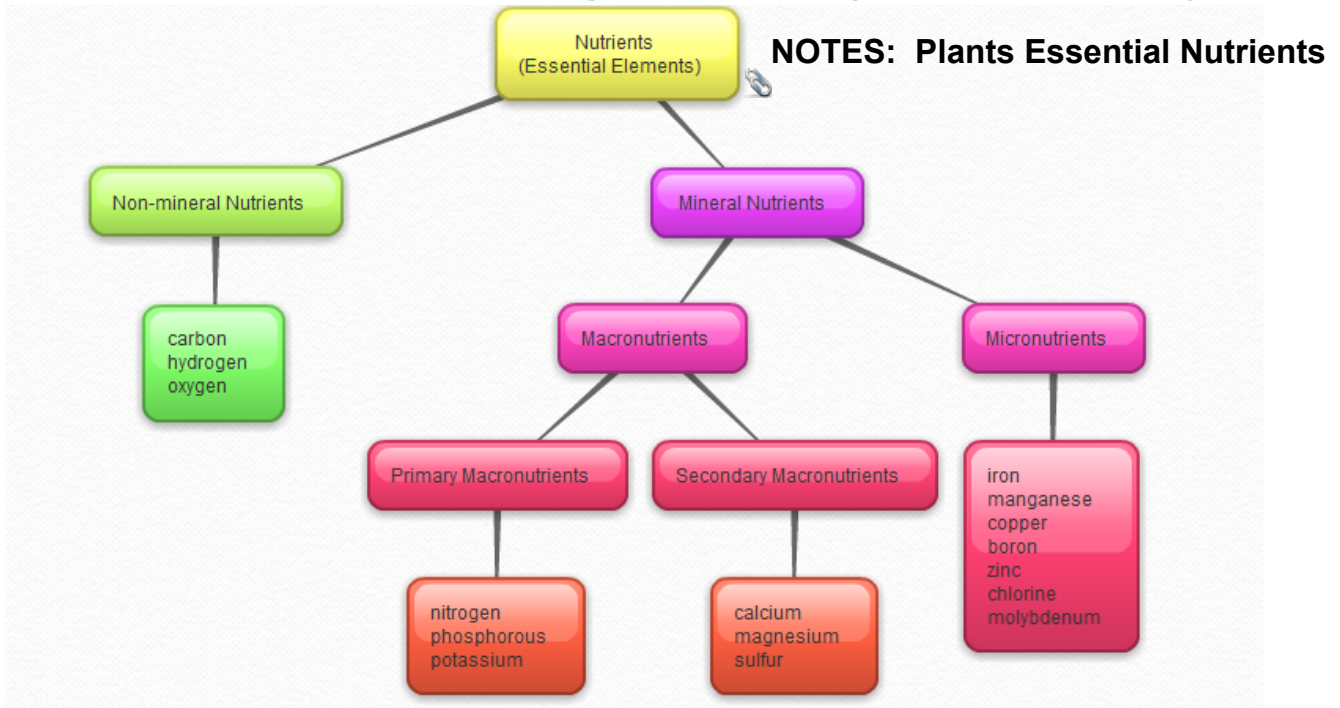 Nutrients
(Essential Elements)
NOTES: Plants Essential Nutrients
Non-mineral Nutrients
Mineral Nutrients
carbon
hydrogen
oxygen
Macronutrients
Micronutrients
Primary Macronutrients
Secondary Macronutrients
iron
manganese
copper
boron
zinc
chlorine
molybdenum
nitrogen
phosphorous
potassium
calcium
magnesium
sulfur